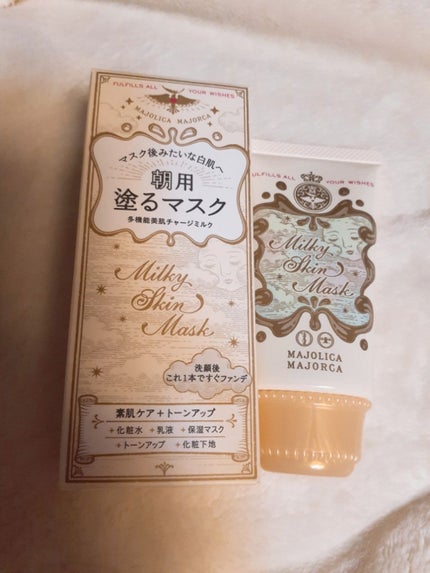 FULFILLS ALL YOUR WISHES
MAJOLICA MAJORCA
マスク後みたいな白肌へ
朝用
塗るマスク
多機能美肌チャージミルク
Milky
Skin
Mask
洗顔後
これ1本ですぐファンデ
素肌ケア+トーンアップ
+化粧水 +乳液 +保湿マスク
+トーンアップ +化粧下地
FULFILLS ALL YOUR WISHES
Milky
Skin
Mask
MAJOLICA
MAJORCA